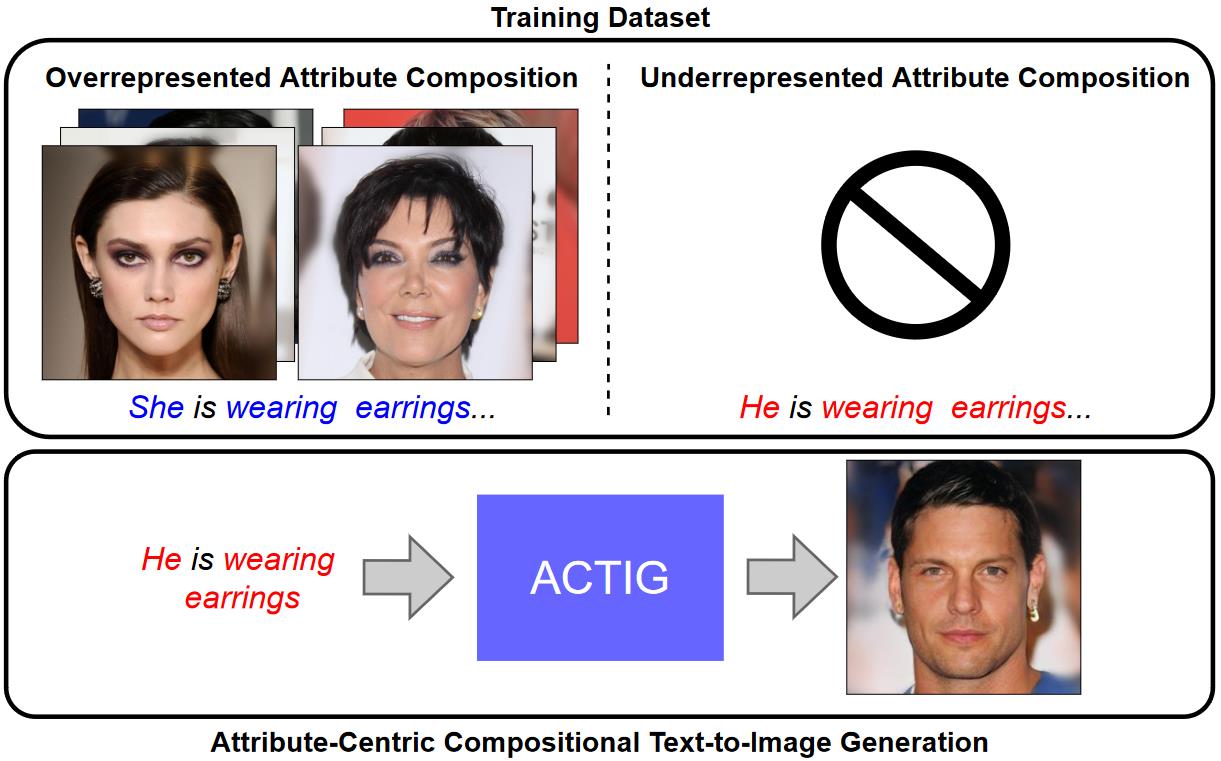 Training Dataset
Overrepresented Attribute Composition
Underrepresented Attribute Composition
She is wearing earrings...
He is wearing earrings...
He is wearing
earrings
ACTIG
Attribute-Centric Compositional Text-to-Image Generation